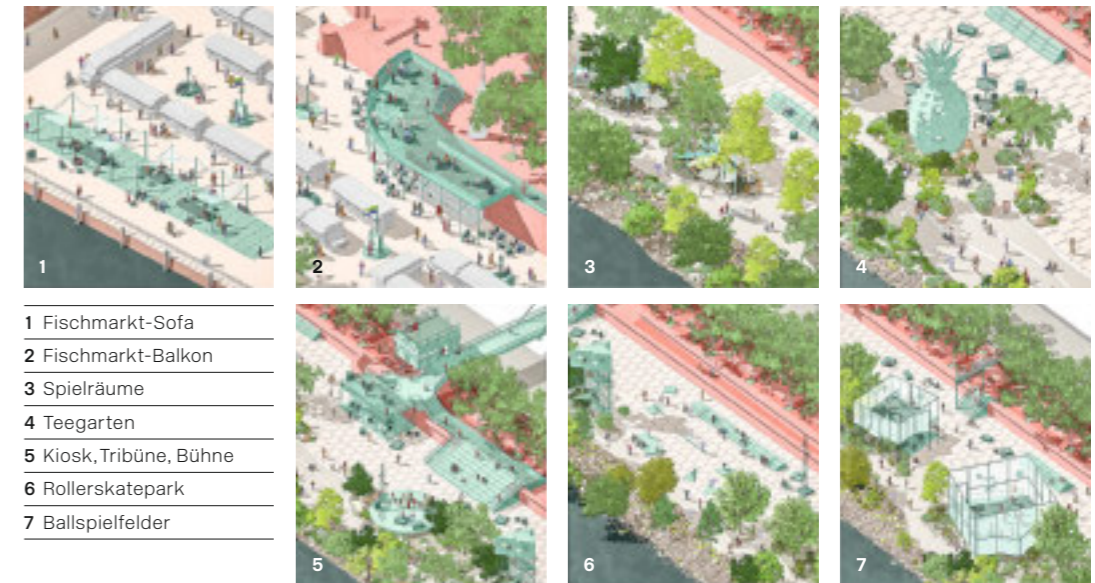 1
2
3
4
1 Fischmarkt-Sofa
2 Fischmarkt-Balkon
3 Spielräume
4 Teegarten
5 Kiosk, Tribüne, Bühne
6 Rollerskatepark
7 Ballspielfelder
5
6
7